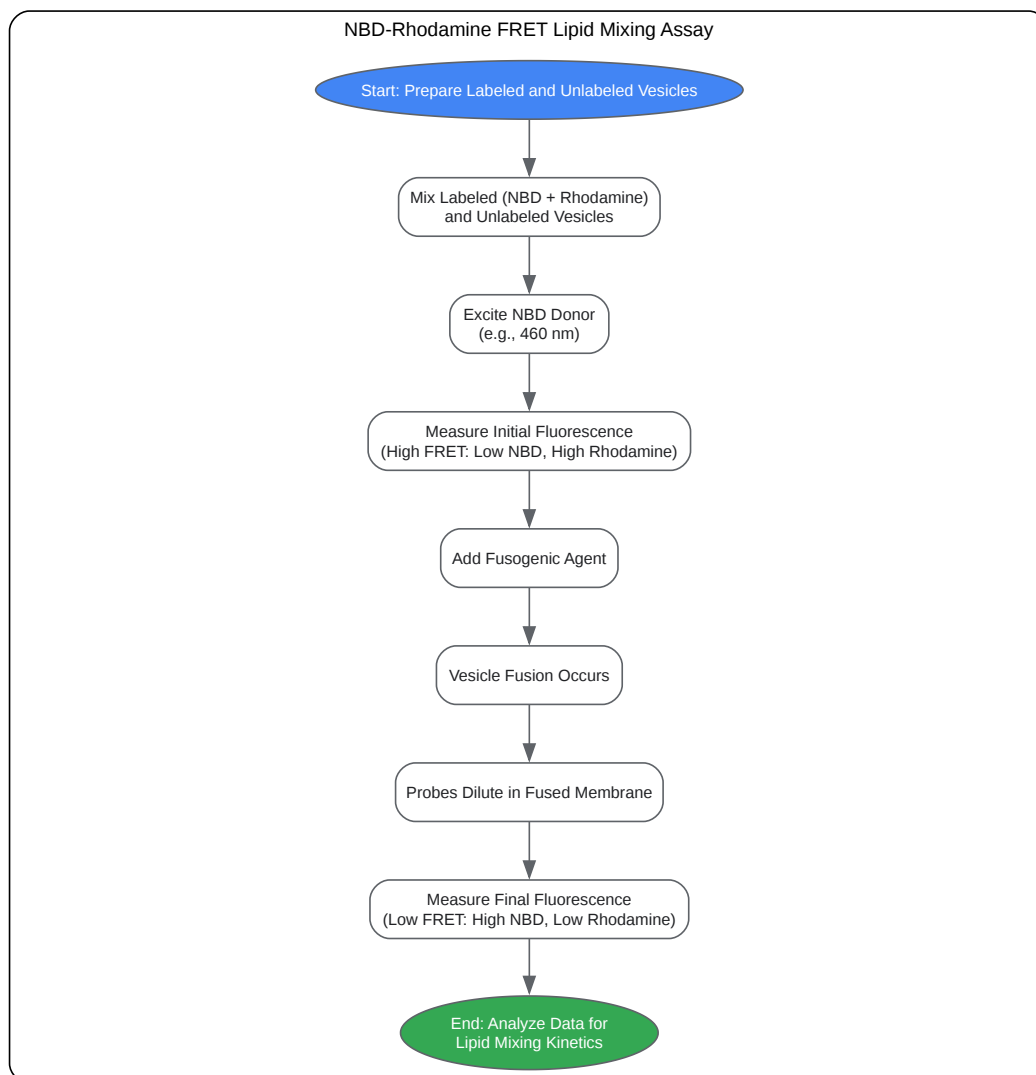 NBD-Rhodamine FRET Lipid Mixing Assay
Start: Prepare Labeled and Unlabeled Vesicles
Mix Labeled (NBD + Rhodamine)
and Unlabeled Vesicles
Excite NBD Donor
(e.g., 460 nm)
Measure Initial Fluorescence
(High FRET: Low NBD, High Rhodamine)
Add Fusogenic Agent
Vesicle Fusion Occurs
Probes Dilute in Fused Membrane
Measure Final Fluorescence
(Low FRET: High NBD, Low Rhodamine)
End: Analyze Data for
Lipid Mixing Kinetics